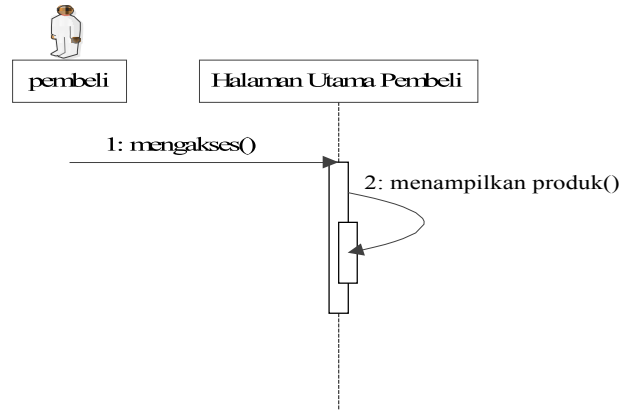 pembeli
Halaman Utama Pembeli
1: mengakses()
2: menampilkan produk()